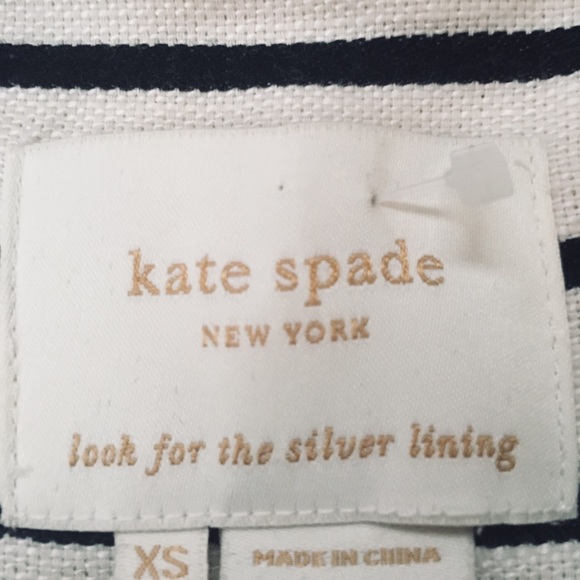 kate spade
NEW YORK
look for the silver lining
XS
MADE IN CHINA